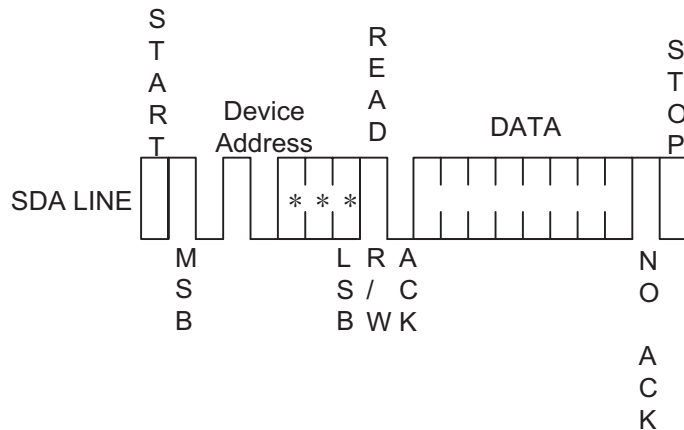 START
READ
STOP
Device
Address
DATA
SDA LINE
* * *
MSB
LSB
R/W
ACK
NO ACK